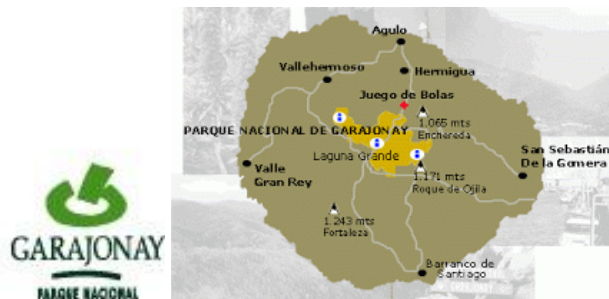 Agulo
Vallehermoso
Hermigua
Juego de Bolas
1.065 mts
Enchereda
PARQUE NACIONAL DE GARAJONAY
Laguna Grande
San Sebastián
De la Gomera
Valle
Gran Rey
1.171 mts
Roque de Ojila
1.243 mts
Fortaleza
Barranco de
Santiago
GARAJONAY
PARQUE NACIONAL